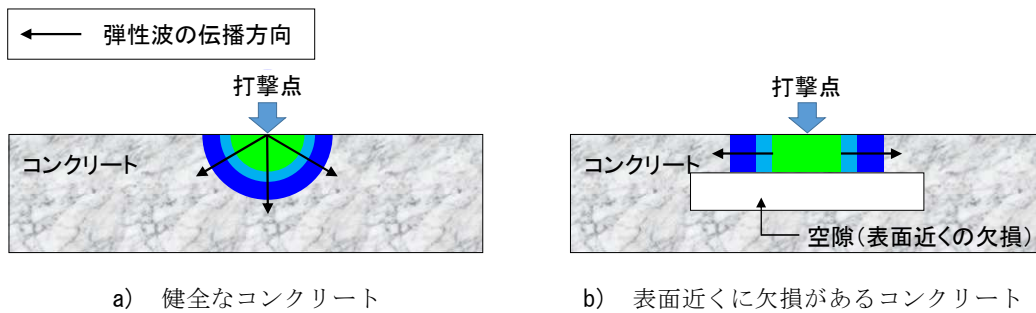 弾性波の伝播方向
打撃点
コンクリート
a) 健全なコンクリート
打撃点
コンクリート
空隙(表面近くの欠損)
b) 表面近くに欠損があるコンクリート